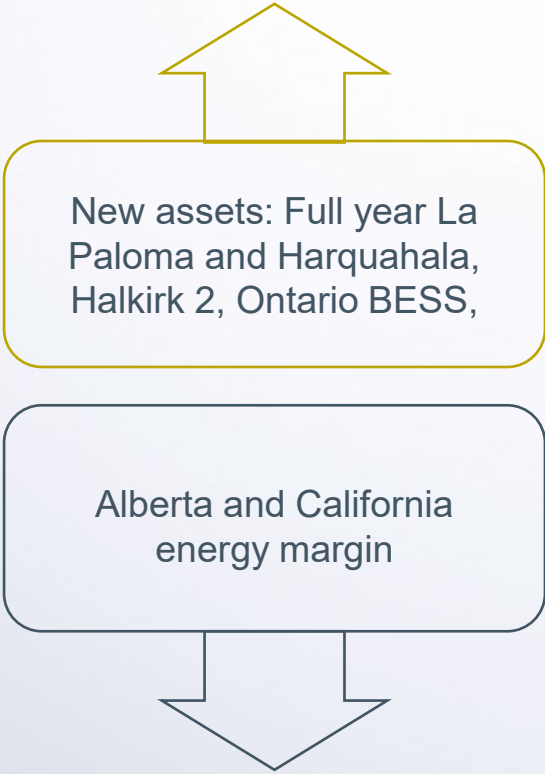 New assets: Full year La
Paloma and Harquahala,
Halkirk 2, Ontario BESS,
Alberta and California
energy margin